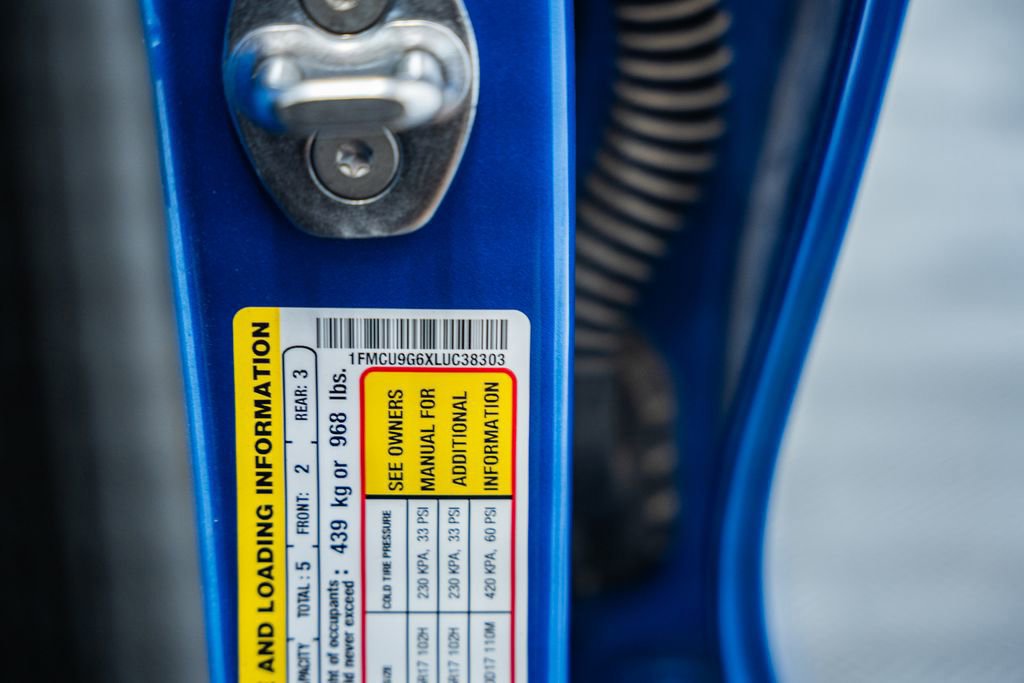 1FMCU9G6XLUC38303
AND LOADING INFORMATION
TOTAL: 5 FRONT: 2 REAR: 3
of occupants
never exceed : 439 kg or 968 lbs.
COLD TIRE PRESSURE
230 KPA, 33 PSI
230 KPA, 33 PSI
420 KPA, 60 PSI
SEE OWNERS
MANUAL FOR
ADDITIONAL
INFORMATION
R17 102H
R17 102H
D17 110M